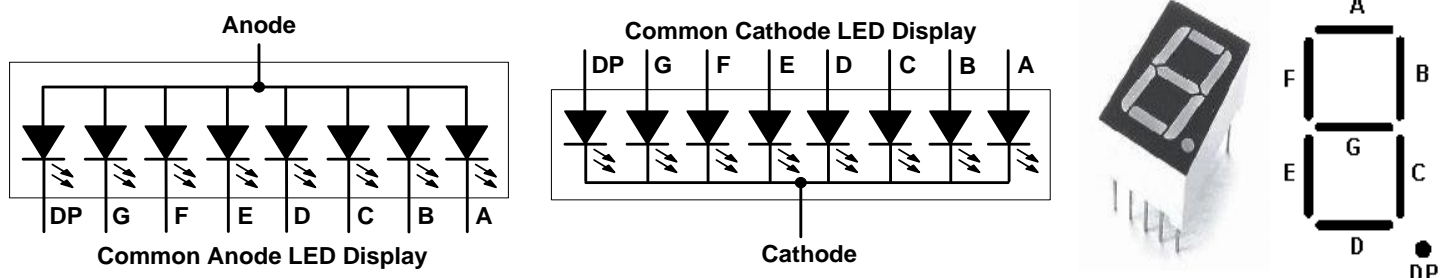 Anode
DP G F E D C B A
Common Anode LED Display
Common Cathode LED Display
DP G F E D C B A
Cathode
A
F B
G
E C
D
DP